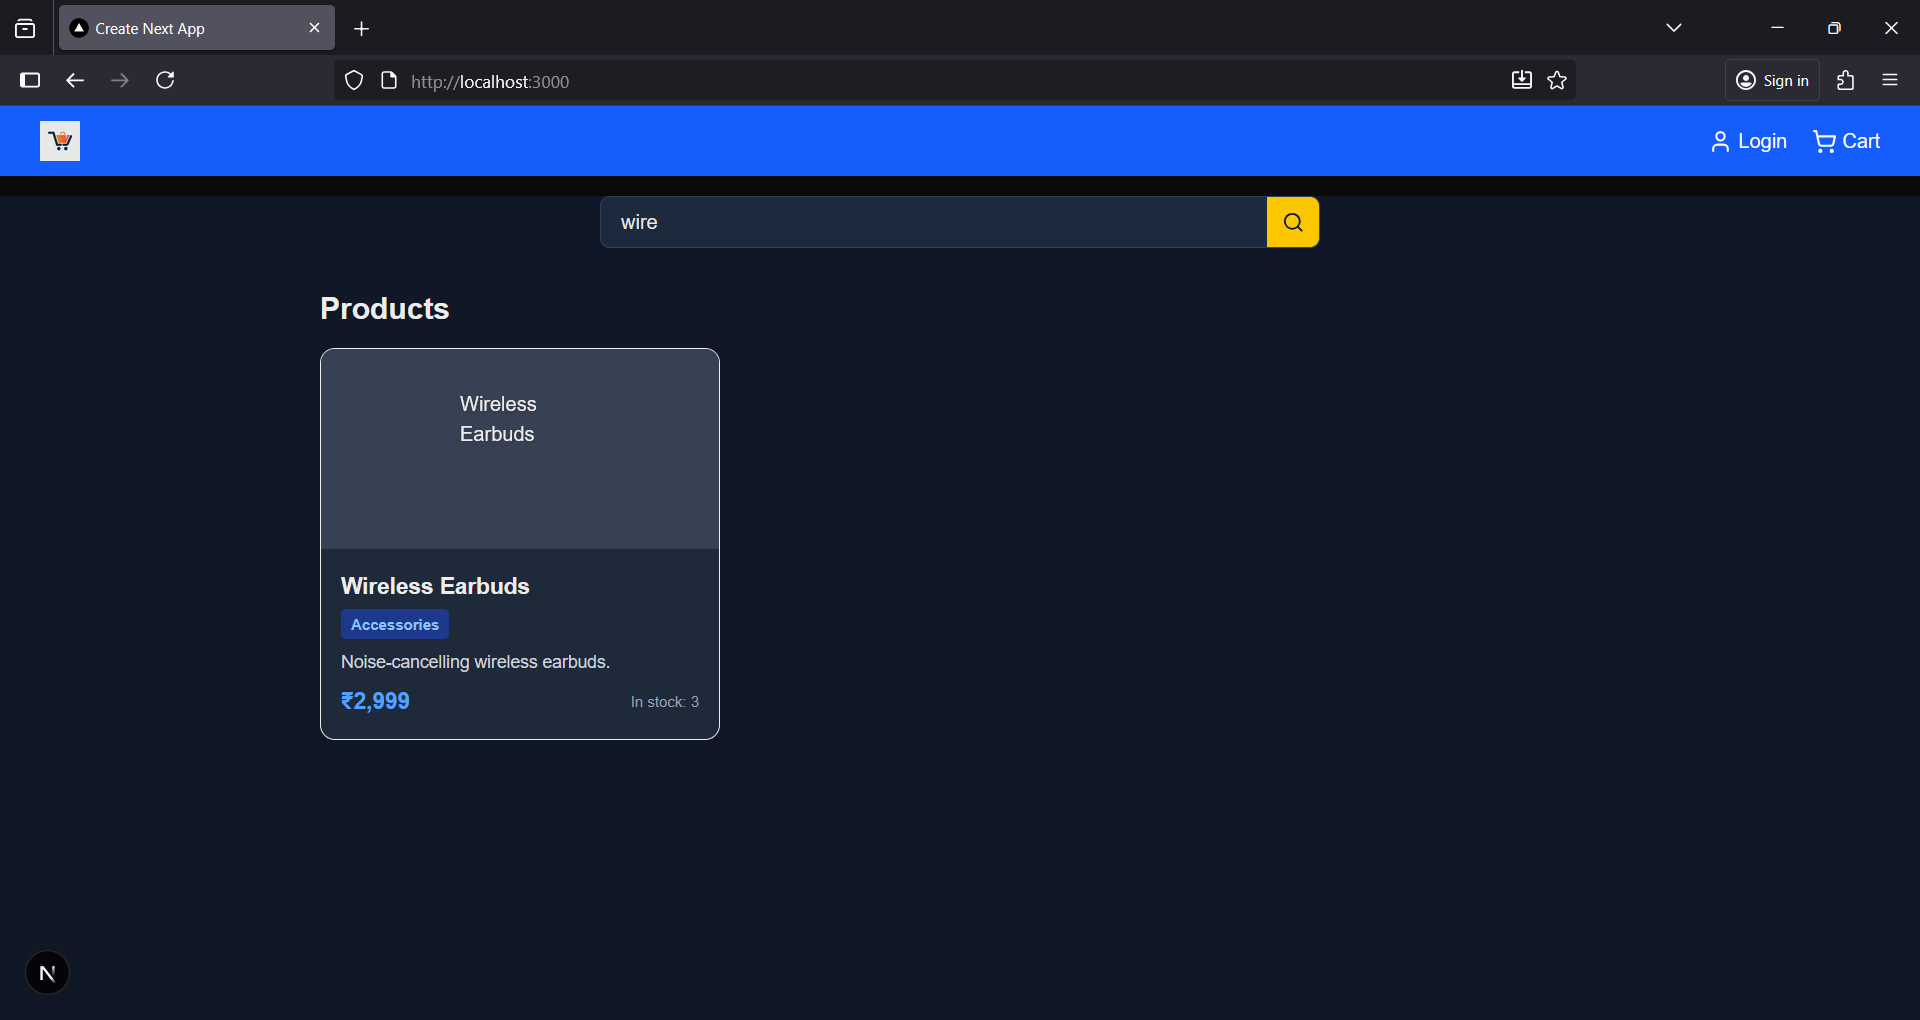 Create Next App
http://localhost:3000
Sign in
Login
Cart
wire
Products
Wireless
Earbuds
Wireless Earbuds
Accessories
Noise-cancelling wireless earbuds.
₹2,999
In stock: 3
N